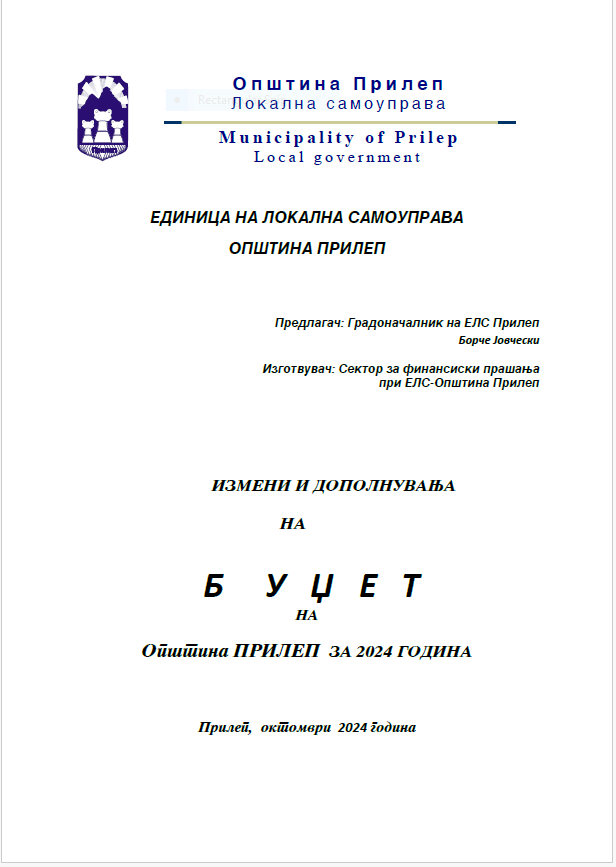 Општина Прилеп
Локална самоуправа
Municipality of Prilep
Local government
ЕДИНИЦА НА ЛОКАЛНА САМОУПРАВА
ОПШТИНА ПРИЛЕП
Предлагач: Градоначалник на ЕЛС Прилеп
Борче Јовчески
Изготвувач: Сектор за финансиски прашања
при ЕЛС-Општина Прилеп
ИЗМЕНИ И ДОПОЛНУВАЊА
НА
Б У Џ Е Т
НА
Општина ПРИЛЕП ЗА 2024 ГОДИНА
Прилеп, октомври 2024 година